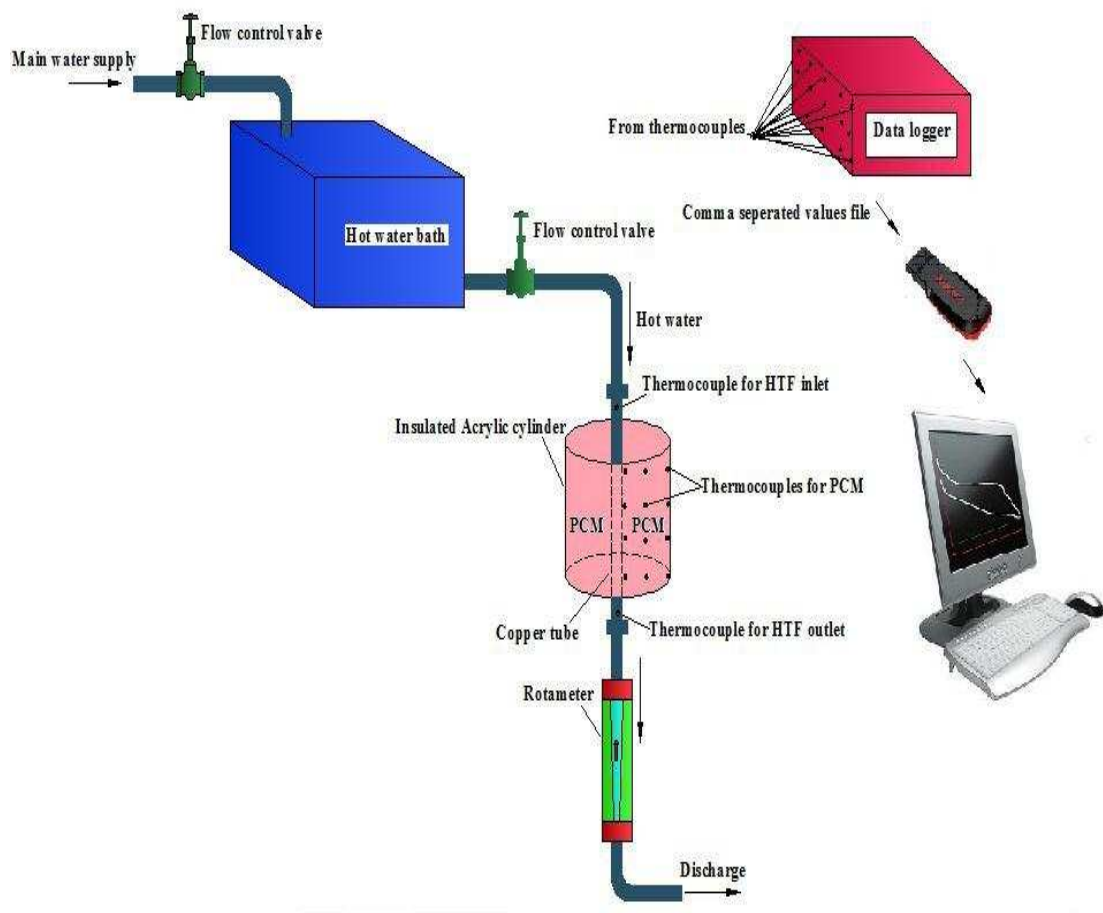 Flow control valve
Main water supply
From thermocouples
Data logger
Comma seperated values file
Hot water bath
Flow control valve
Hot water
Thermocouple for HTF inlet
Insulated Acrylic cylinder
Thermocouples for PCM
PCM
PCM
Copper tube
Thermocouple for HTF outlet
Rotameter
Discharge